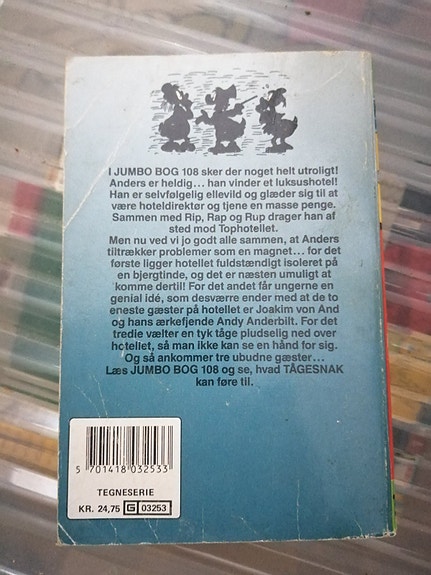 I JUMBO BOG 108 sker der noget helt utroligt!
Anders er heldig... han vinder et luksushotel!
Han er selvfølgelig ellevild og glæder sig til at
være hoteldirektør og tjene en masse penge.
Sammen med Rip, Rap og Rup drager han af
sted mod Tophotellet.
Men nu ved vi jo godt alle sammen, at Anders
tiltrækker problemer som en magnet... for det
første ligger hotellet fuldstændigt isoleret på
en bjergtinde, og det er næsten umuligt at
komme dertil! For det andet får ungerne en
genial idé, som desværre ender med at de to
eneste gæster på hotellet er Joakim von And
og hans ærkefjende Andy Anderbilt. For det
tredie vælter en tyk tåge pludselig ned over
hotellet, så man ikke kan se en hånd for sig.
Og så ankommer tre ubudne gæster...
Læs JUMBO BOG 108 og se, hvad TÅGESNAK
kan føre til.
5 701418 032533
TEGNESERIE
KR. 24,75 G 03253